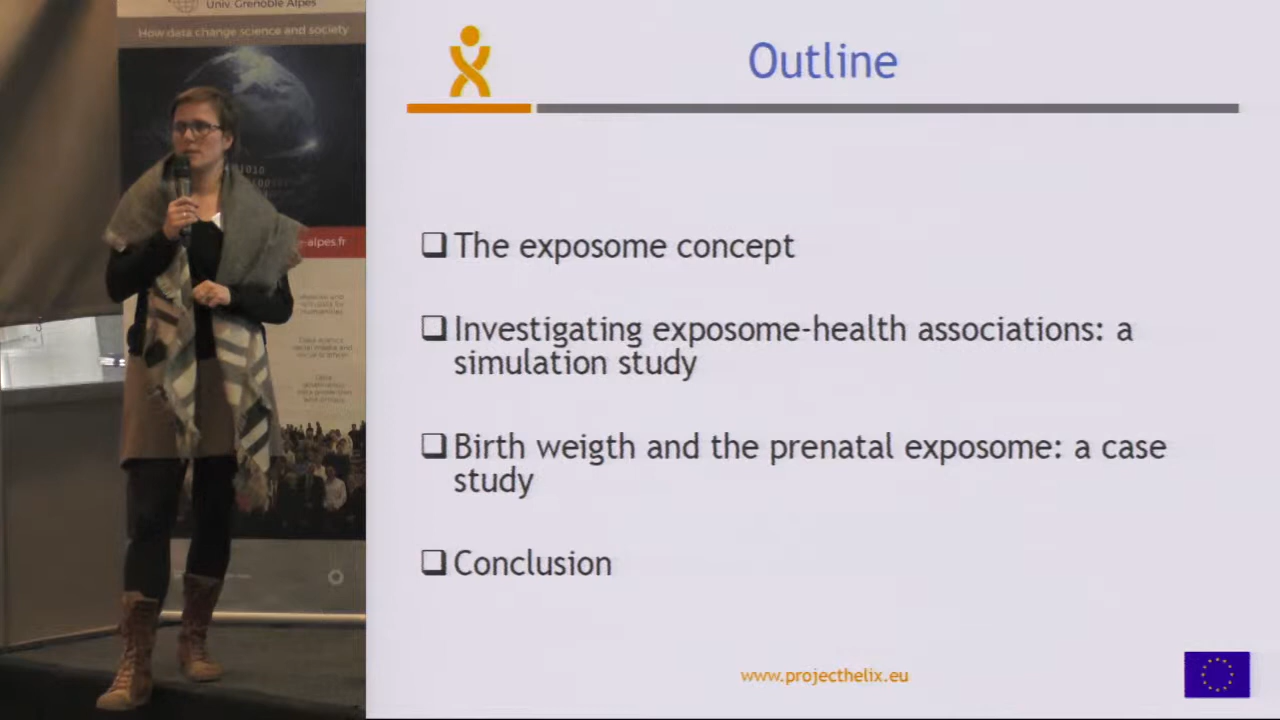 Univ. Grenoble Alpes
How data change science and society
1010
e-alpes.fr
Outline
❑ The exposome concept
❑ Investigating exposome-health associations: a
simulation study
❑ Birth weigth and the prenatal exposome: a case
study
❑ Conclusion
www.projecthelix.eu